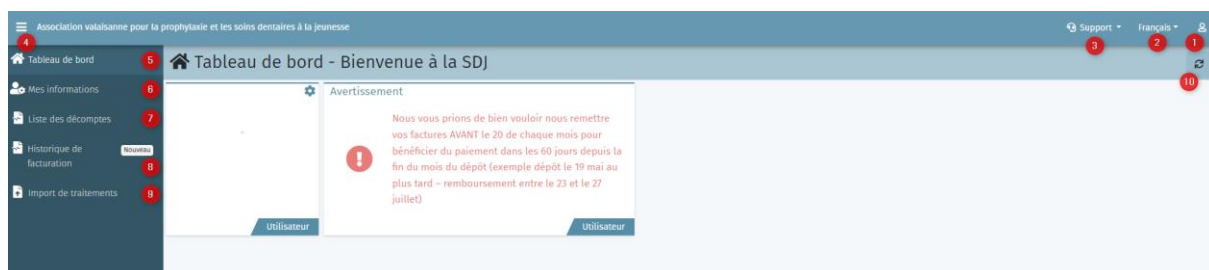 Association valaisanne pour la prophylaxie et les soins dentaires à la jeunesse
Support
Français
4
3
2
1
Tableau de bord
5
Tableau de bord - Bienvenue à la SDJ
10
Mes informations
6
Liste des décomptes
7
Historique de
facturation
Nouveau
8
Import de traitements
9
Utilisateur
Avertissement
Nous vous prions de bien vouloir nous remettre
vos factures AVANT le 20 de chaque mois pour
bénéficier du paiement dans les 60 jours depuis la
fin du mois du dépôt (exemple dépôt le 19 mai au
plus tard – remboursement entre le 23 et le 27
juillet)
Utilisateur